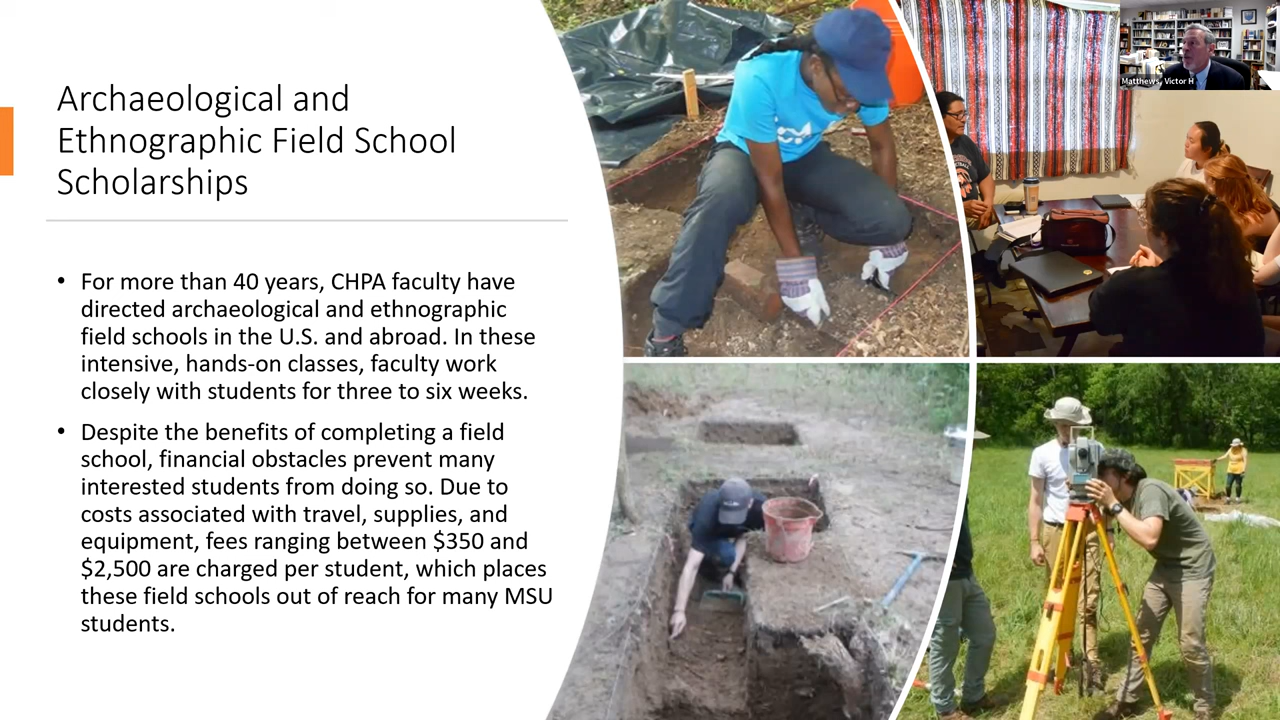 Archaeological and
Ethnographic Field School
Scholarships
• For more than 40 years, CHPA faculty have
directed archaeological and ethnographic
field schools in the U.S. and abroad. In these
intensive, hands-on classes, faculty work
closely with students for three to six weeks.
• Despite the benefits of completing a field
school, financial obstacles prevent many
interested students from doing so. Due to
costs associated with travel, supplies, and
equipment, fees ranging between $350 and
$2,500 are charged per student, which places
these field schools out of reach for many MSU
students.
Matthews, Victor H